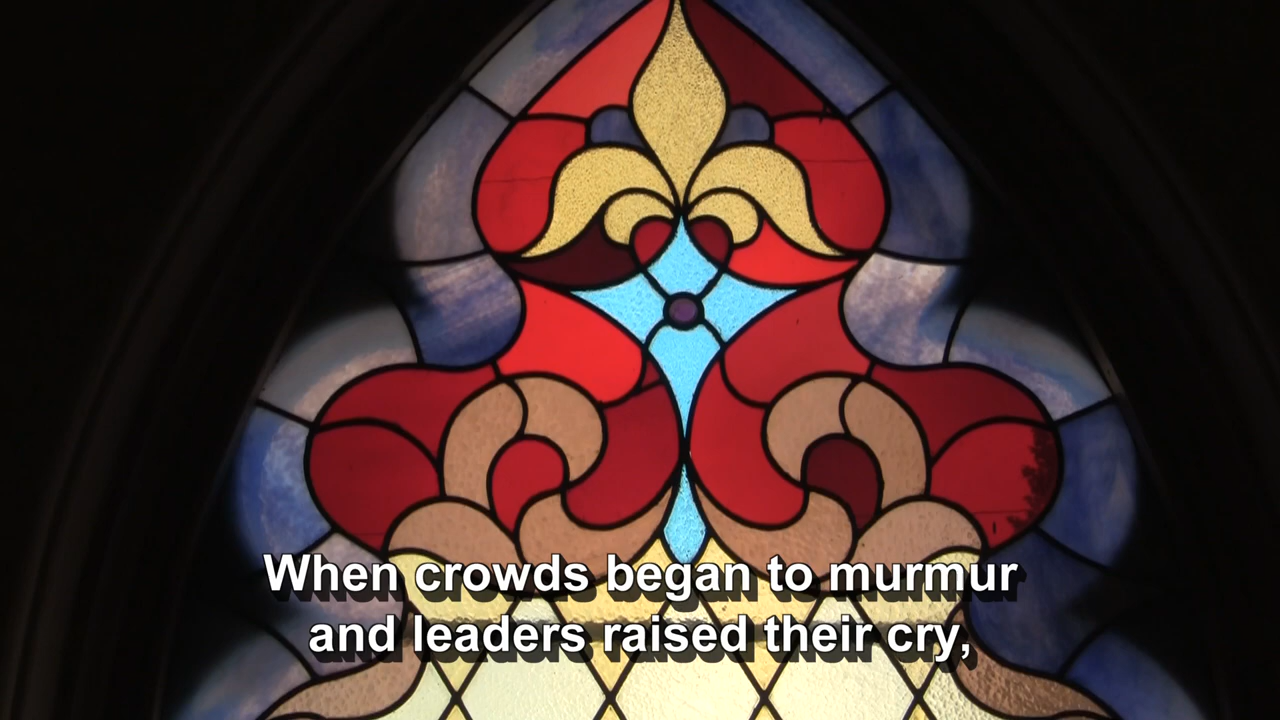 When crowds began to murmur
and leaders raised their cry,